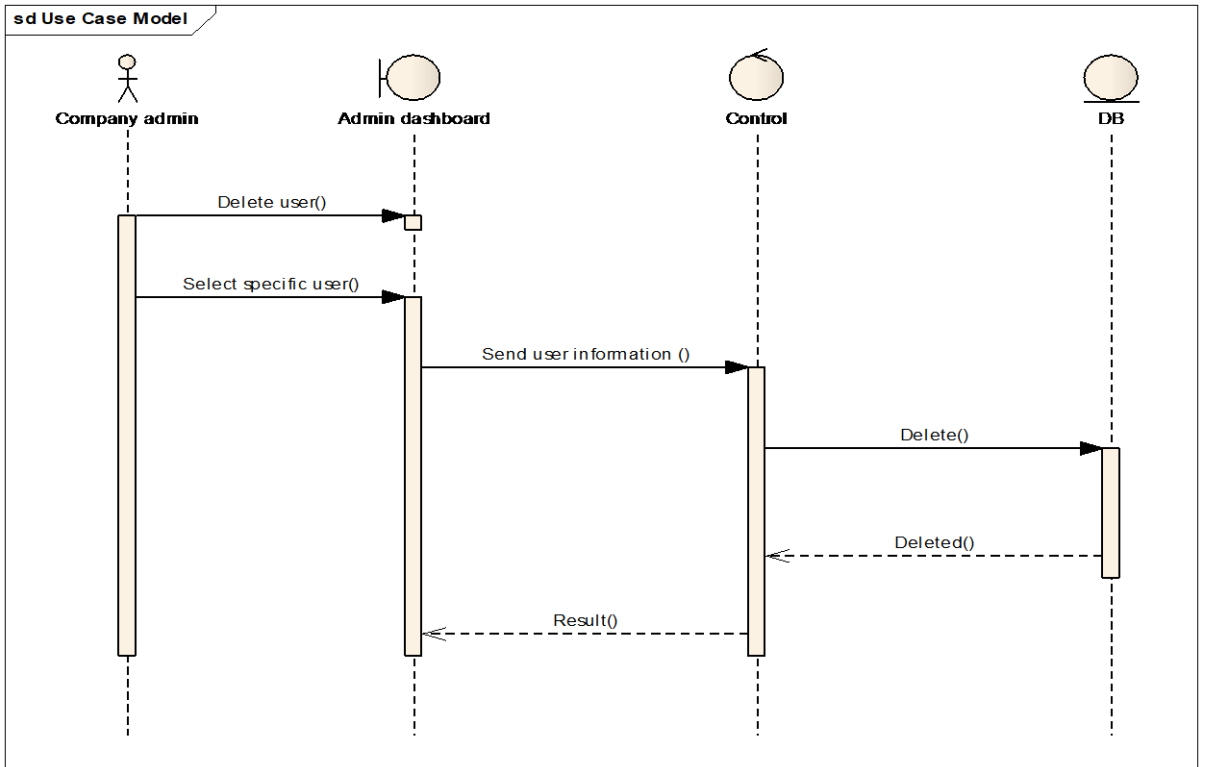 sd Use Case Model
Company admin
Admin dashboard
Control
DB
Delete user()
Select specific user()
Send user information ()
Delete()
Deleted()
Result()